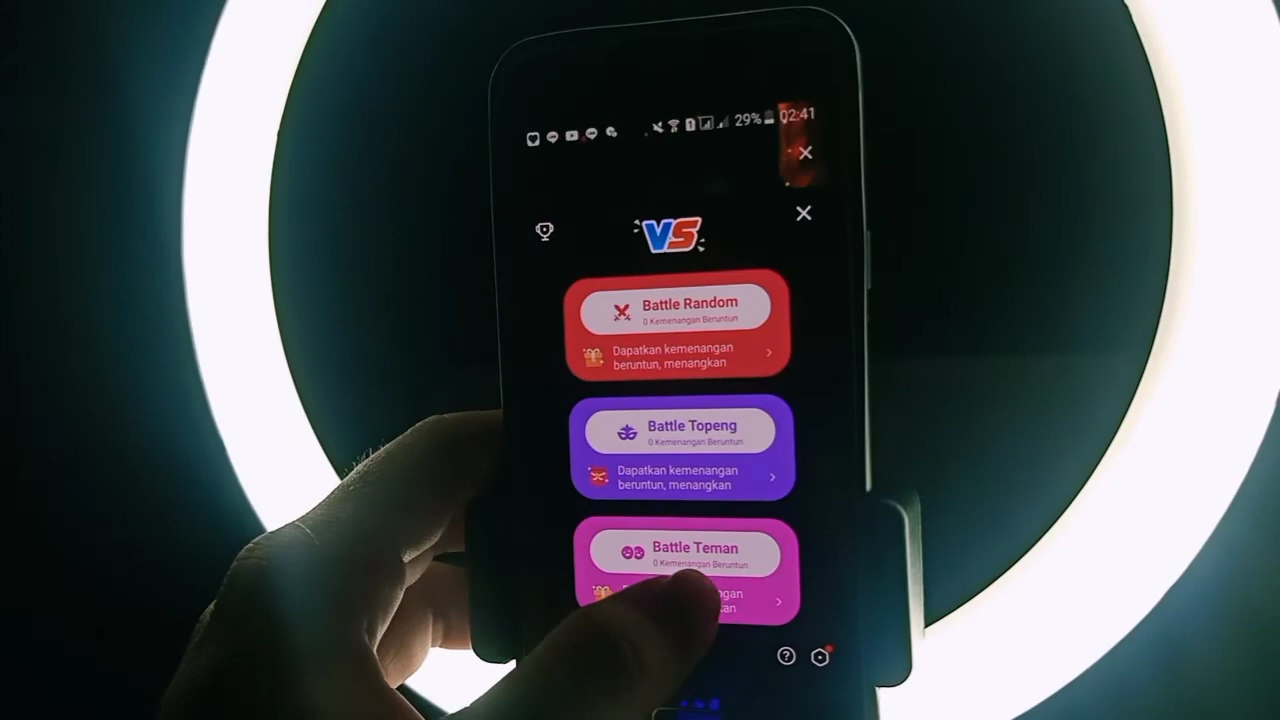 29% 02:41
VS
Battle Random
0 Kemenangan Beruntun
Dapatkan kemenangan
beruntun, menangkan
Battle Topeng
0 Kemenangan Beruntun
Dapatkan kemenangan
beruntun, menangkan
Battle Teman
0 Kemenangan Beruntun